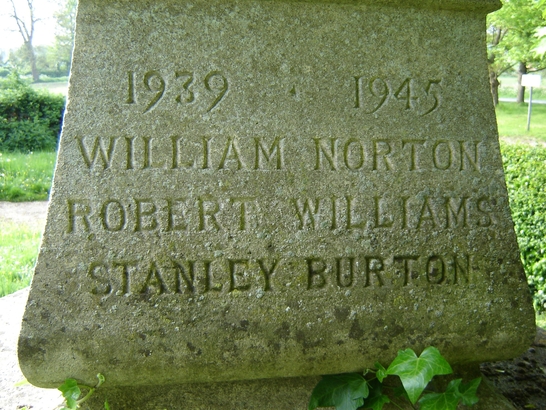 1939 · 1945
WILLIAM NORTON
ROBERT WILLIAMS
STANLEY BURTON